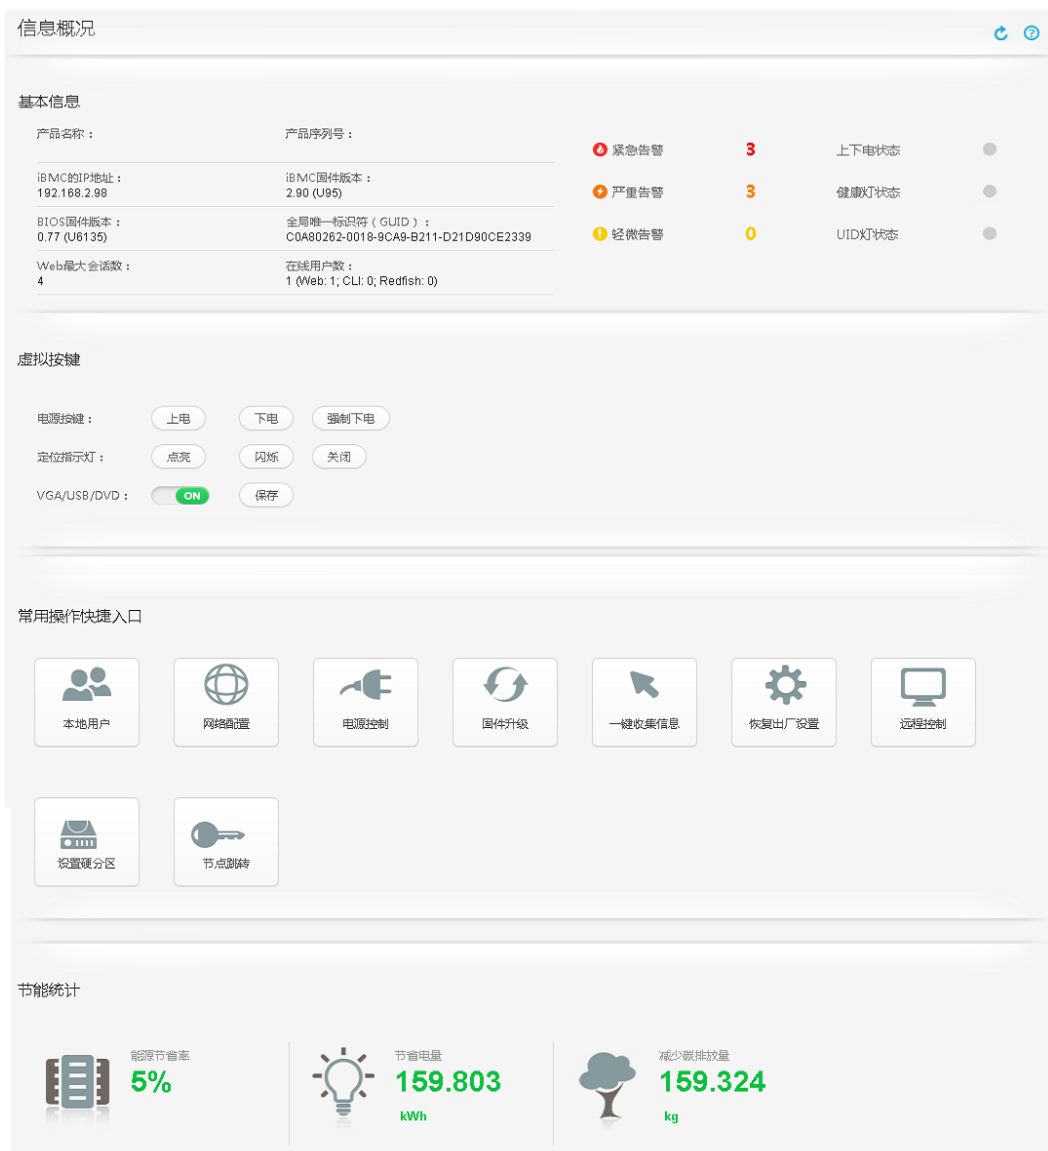 信息概况
基本信息
产品名称：
产品序列号：
iBMC的IP地址：
192.168.2.98
iBMC固件版本：
2.90 (U95)
BIOS固件版本：
0.77 (U6135)
全局唯一标识符（GUID）：
C0A80262-0018-9CA9-B211-D21D90CE2339
Web最大会话数：
4
在线用户数：
1 (Web: 1; CLI: 0; Redfish: 0)
紧急告警 3 上下电状态
严重告警 3 健康灯状态
轻微告警 0 UID灯状态
虚拟按键
电源按键： 上电 下电 强制下电
定位指示灯： 点亮 闪烁 关闭
VGA/USB/DVD： ON 保存
常用操作快捷入口
本地用户 网络配置 电源控制 固件升级 一键收集信息 恢复出厂设置 远程控制
设置硬分区 节点跳转
节能统计
能源节省率
5%
节省电量
159.803
kWh
减少碳排放量
159.324
kg